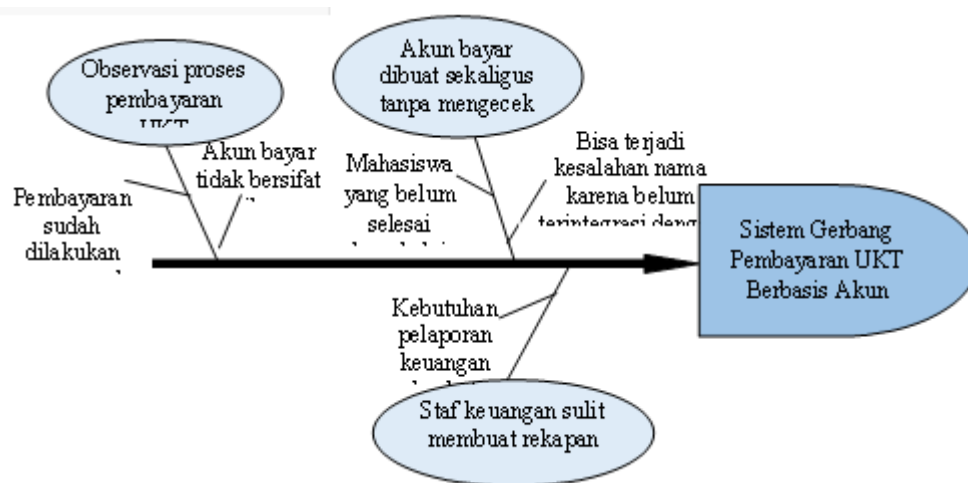 Observasi proses
pembayaran
UKT
Akun bayar
tidak bersifat
Pembayaran
sudah
dilakukan
Akun bayar
dibuat sekaligus
tanpa mengecek
Mahasiswa
yang belum
selesai
Bisa terjadi
kesalahan nama
karena belum
terintegrasi
Kebutuhan
pelaporan
keuangan
Staf keuangan sulit
membuat rekapan
Sistem Gerbang
Pembayaran UKT
Berbasis Akun